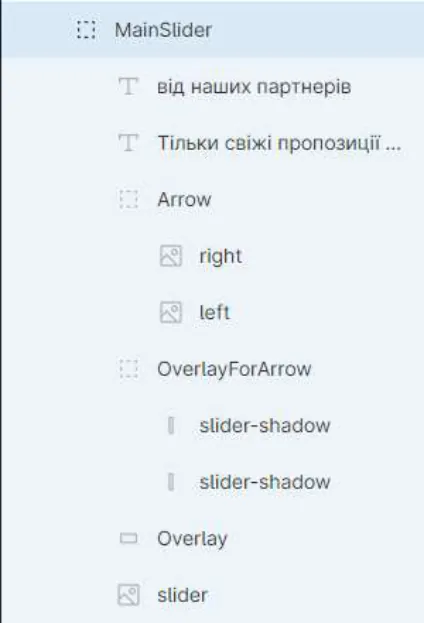 MainSlider
від наших партнерів
Тільки свіжі пропозиції ...
Arrow
right
left
OverlayForArrow
slider-shadow
slider-shadow
Overlay
slider